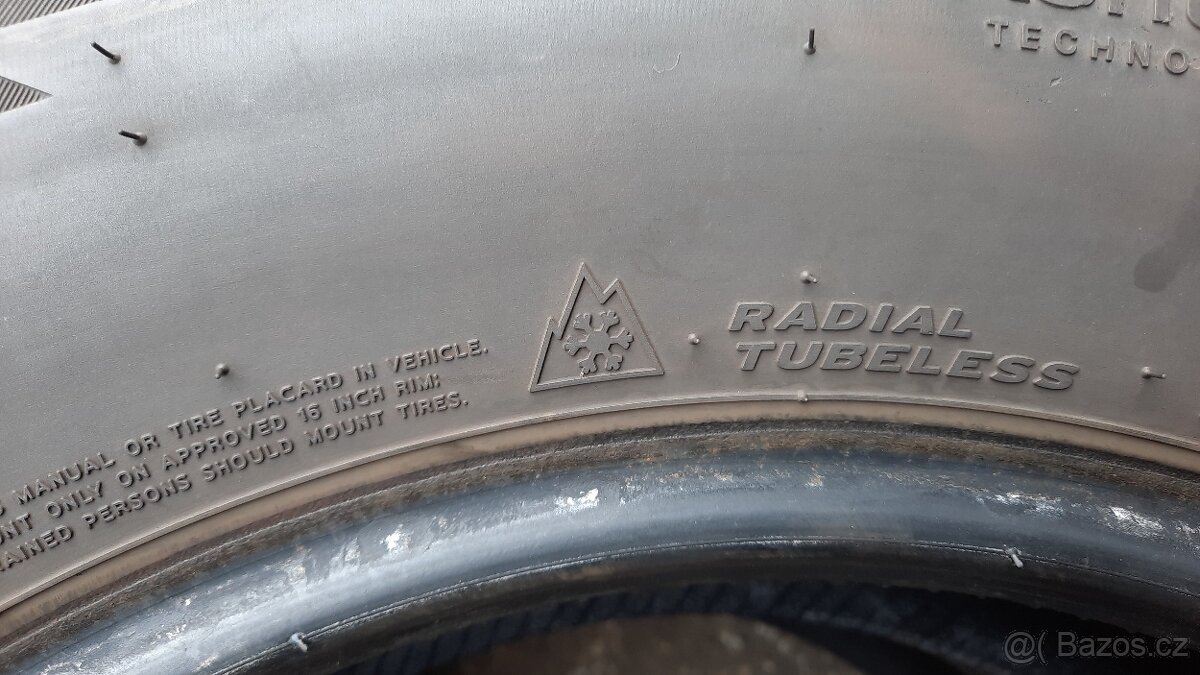 TECHNO
RADIAL
TUBELESS
MANUAL OR TIRE PLACARD IN VEHICLE.
ONLY ON APPROVED 16 INCH RIM;
PERSONS SHOULD MOUNT TIRES.
@( Bazos.cz